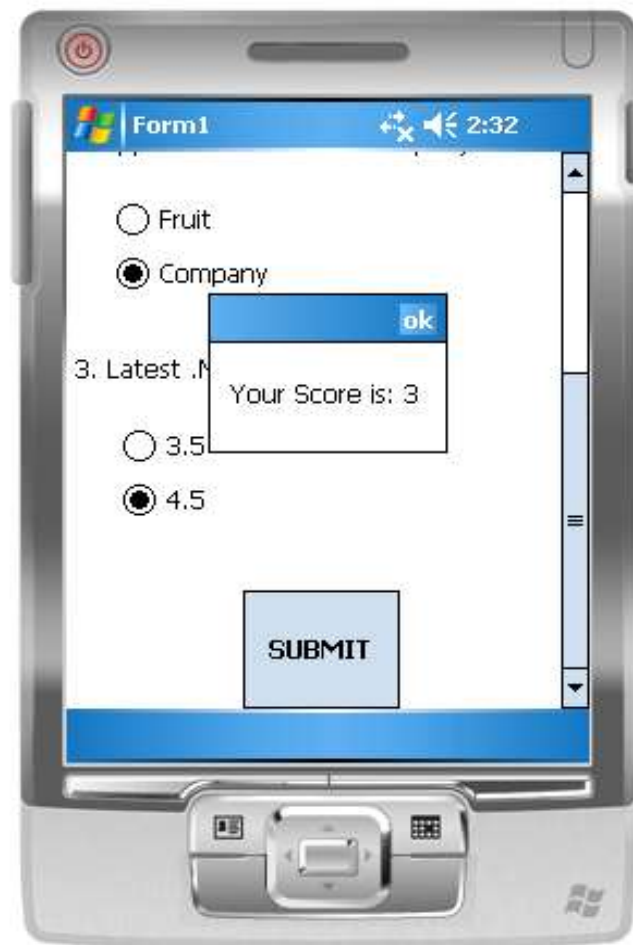 Form1 2:32
Fruit
Company
ok
3. Latest
Your Score is: 3
3.5
4.5
SUBMIT